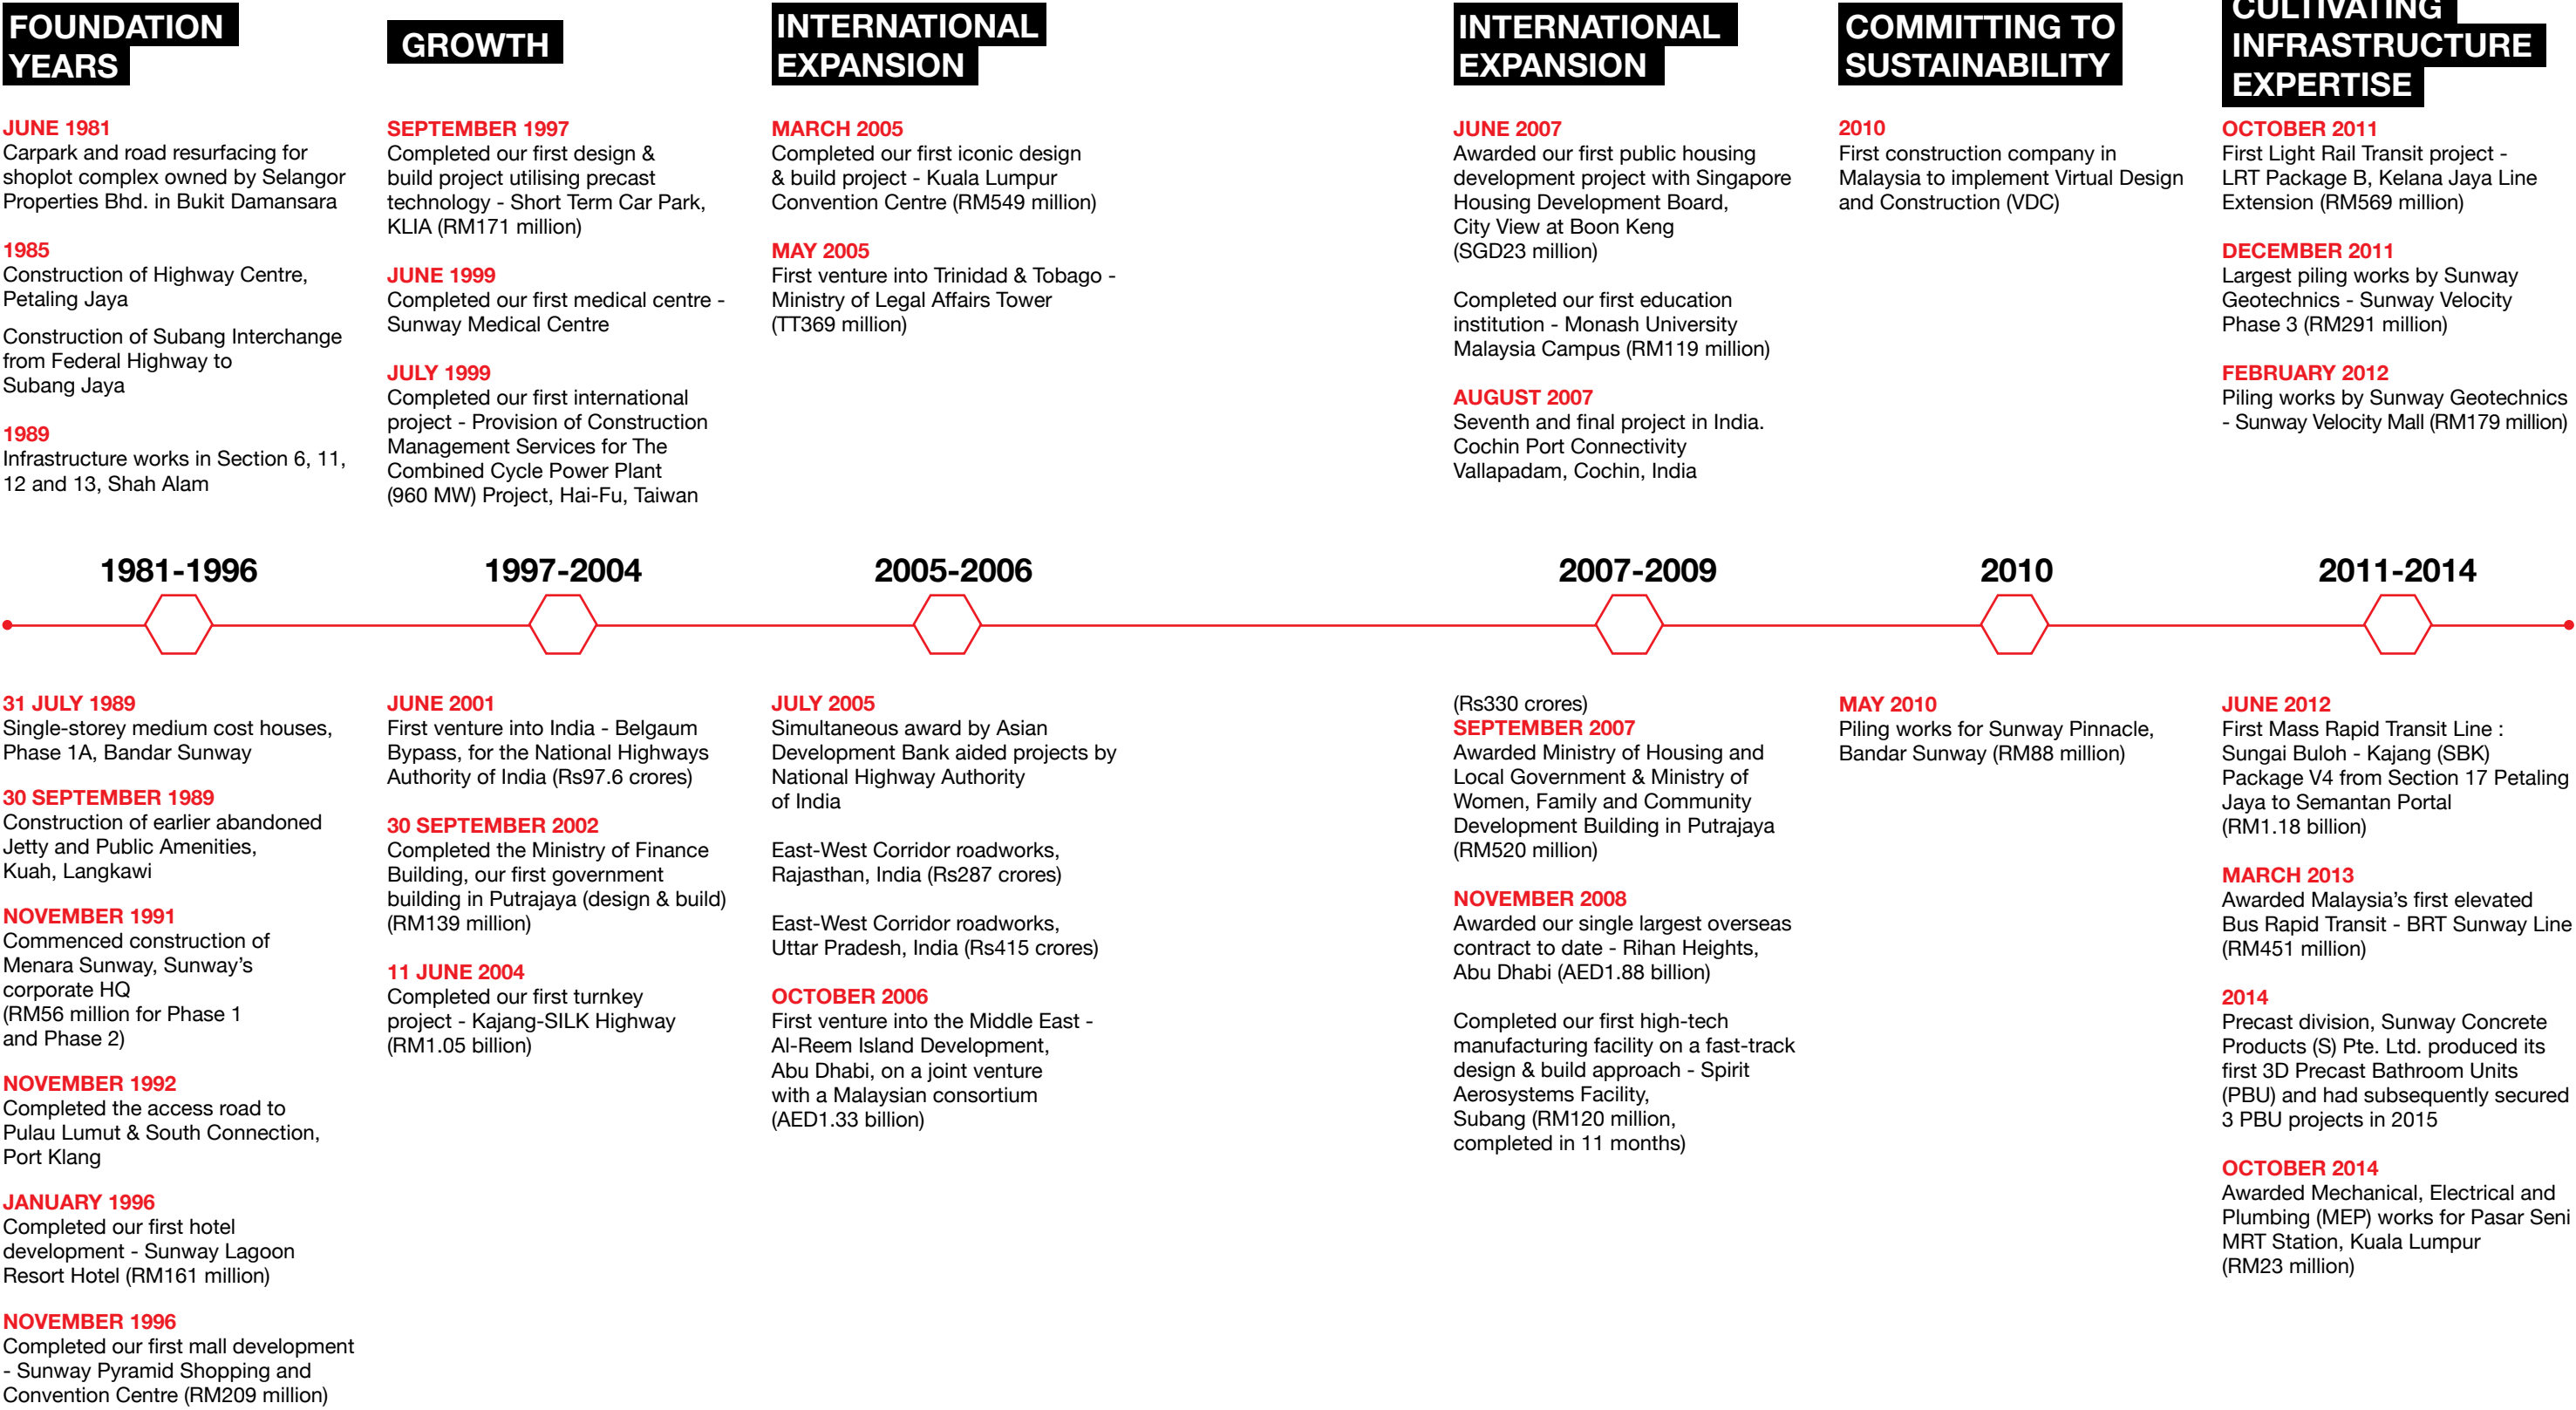 FOUNDATION
YEARS
JUNE 1981
Carpark and road resurfacing for
shoplot complex owned by Selangor
Properties Bhd. in Bukit Damansara
1985
Construction of Highway Centre,
Petaling Jaya
Construction of Subang Interchange
from Federal Highway to
Subang Jaya
1989
Infrastructure works in Section 6, 11,
12 and 13, Shah Alam
1981-1996
31 JULY 1989
Single-storey medium cost houses,
Phase 1A, Bandar Sunway
30 SEPTEMBER 1989
Construction of earlier abandoned
Jetty and Public Amenities,
Kuah, Langkawi
NOVEMBER 1991
Commenced construction of
Menara Sunway, Sunway’s
corporate HQ
(RM56 million for Phase 1
and Phase 2)
NOVEMBER 1992
Completed the access road to
Pulau Lumut & South Connection,
Port Klang
JANUARY 1996
Completed our first hotel
development - Sunway Lagoon
Resort Hotel (RM161 million)
NOVEMBER 1996
Completed our first mall development
- Sunway Pyramid Shopping and
Convention Centre (RM209 million)
GROWTH
SEPTEMBER 1997
Completed our first design &
build project utilising precast
technology - Short Term Car Park,
KLIA (RM171 million)
JUNE 1999
Completed our first medical centre -
Sunway Medical Centre
JULY 1999
Completed our first international
project - Provision of Construction
Management Services for The
Combined Cycle Power Plant
(960 MW) Project, Hai-Fu, Taiwan
1997-2004
JUNE 2001
First venture into India - Belgaum
Bypass, for the National Highways
Authority of India (Rs97.6 crores)
30 SEPTEMBER 2002
Completed the Ministry of Finance
Building, our first government
building in Putrajaya (design & build)
(RM139 million)
11 JUNE 2004
Completed our first turnkey
project - Kajang-SILK Highway
(RM1.05 billion)
INTERNATIONAL
EXPANSION
MARCH 2005
Completed our first iconic design
& build project - Kuala Lumpur
Convention Centre (RM549 million)
MAY 2005
First venture into Trinidad & Tobago -
Ministry of Legal Affairs Tower
(TT369 million)
2005-2006
JULY 2005
Simultaneous award by Asian
Development Bank aided projects by
National Highway Authority
of India
East-West Corridor roadworks,
Rajasthan, India (Rs287 crores)
East-West Corridor roadworks,
Uttar Pradesh, India (Rs415 crores)
OCTOBER 2006
First venture into the Middle East -
Al-Reem Island Development,
Abu Dhabi, on a joint venture
with a Malaysian consortium
(AED1.33 billion)
INTERNATIONAL
EXPANSION
JUNE 2007
Awarded our first public housing
development project with Singapore
Housing Development Board,
City View at Boon Keng
(SGD23 million)
Completed our first education
institution - Monash University
Malaysia Campus (RM119 million)
AUGUST 2007
Seventh and final project in India.
Cochin Port Connectivity
Vallapadam, Cochin, India
2007-2009
(Rs330 crores)
SEPTEMBER 2007
Awarded Ministry of Housing and
Local Government & Ministry of
Women, Family and Community
Development Building in Putrajaya
(RM520 million)
NOVEMBER 2008
Awarded our single largest overseas
contract to date - Rihan Heights,
Abu Dhabi (AED1.88 billion)
Completed our first high-tech
manufacturing facility on a fast-track
design & build approach - Spirit
Aerosystems Facility,
Subang (RM120 million,
completed in 11 months)
COMMITTING TO
SUSTAINABILITY
2010
First construction company in
Malaysia to implement Virtual Design
and Construction (VDC)
2010
MAY 2010
Piling works for Sunway Pinnacle,
Bandar Sunway (RM88 million)
CULTIVATING
INFRASTRUCTURE
EXPERTISE
OCTOBER 2011
First Light Rail Transit project -
LRT Package B, Kelana Jaya Line
Extension (RM569 million)
DECEMBER 2011
Largest piling works by Sunway
Geotechnics - Sunway Velocity
Phase 3 (RM291 million)
FEBRUARY 2012
Piling works by Sunway Geotechnics
- Sunway Velocity Mall (RM179 million)
2011-2014
JUNE 2012
First Mass Rapid Transit Line :
Sungai Buloh - Kajang (SBK)
Package V4 from Section 17 Petaling
Jaya to Semantan Portal
(RM1.18 billion)
MARCH 2013
Awarded Malaysia’s first elevated
Bus Rapid Transit - BRT Sunway Line
(RM451 million)
2014
Precast division, Sunway Concrete
Products (S) Pte. Ltd. produced its
first 3D Precast Bathroom Units
(PBU) and had subsequently secured
3 PBU projects in 2015
OCTOBER 2014
Awarded Mechanical, Electrical and
Plumbing (MEP) works for Pasar Seni
MRT Station, Kuala Lumpur
(RM23 million)